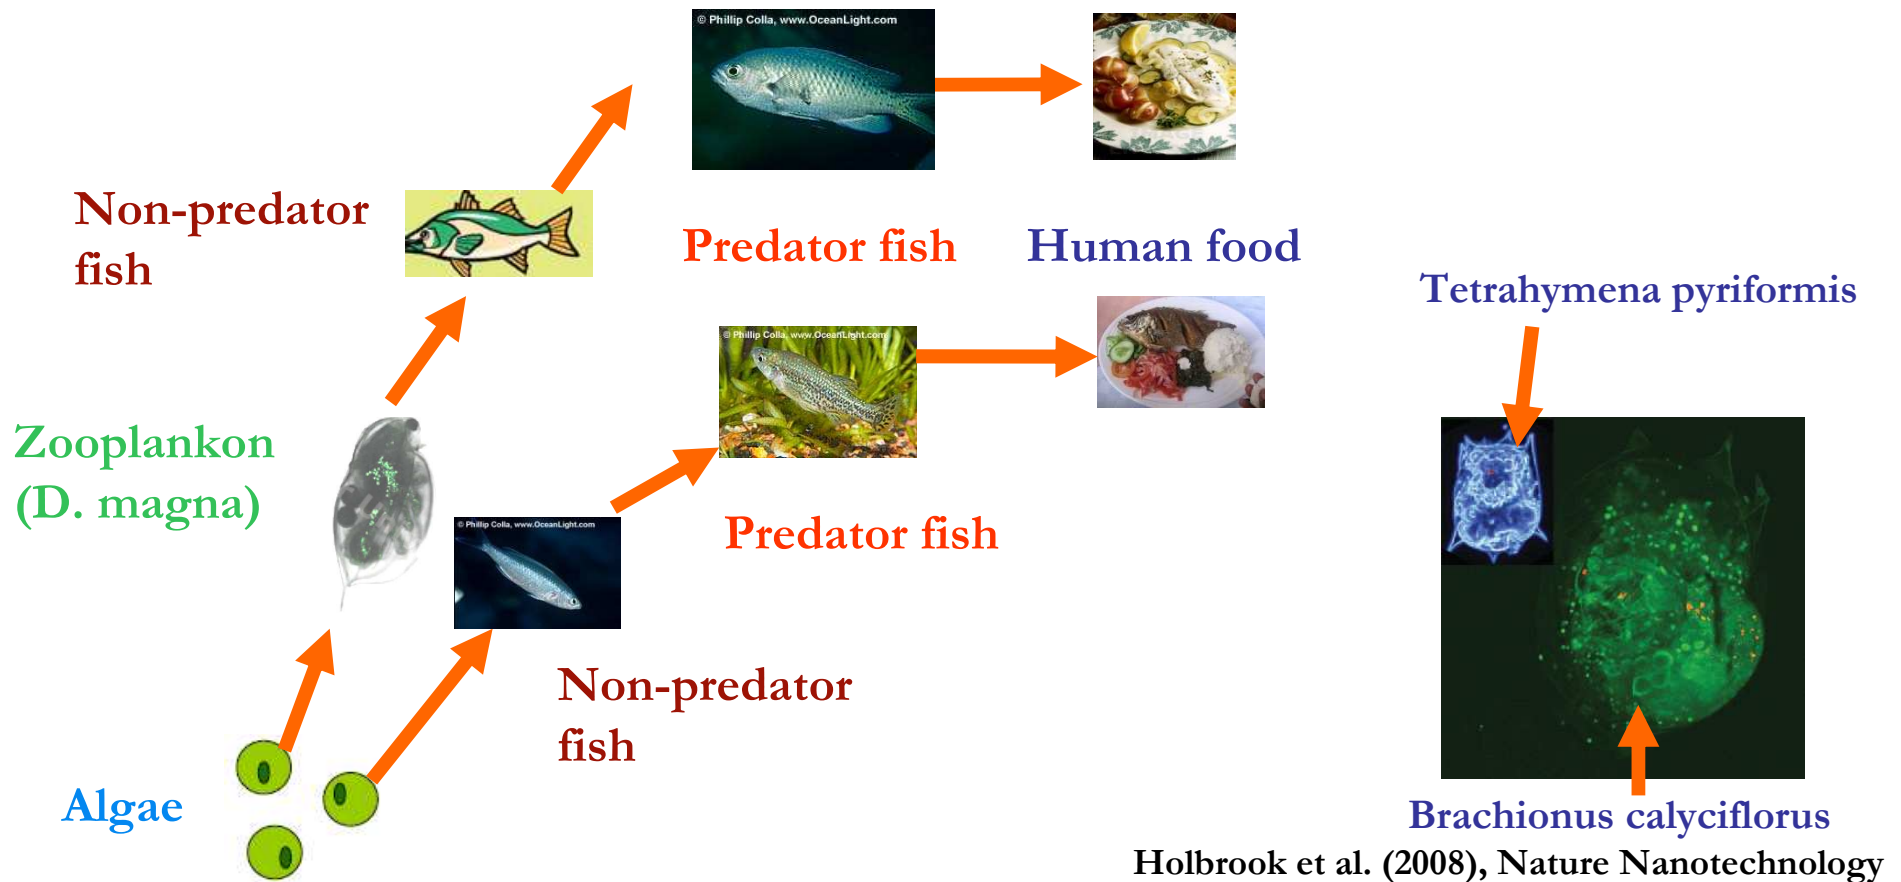 © Phillip Colla, www.OceanLight.com
Non-predator
fish
Predator fish
Human food
Tetrahymena pyriformis
© Phillip Colla, www.OceanLight.com
Zooplankon
(D. magna)
© Phillip Colla, www.OceanLight.com
Predator fish
Non-predator
fish
Algae
Brachionus calyciflorus
Holbrook et al. (2008), Nature Nanotechnology